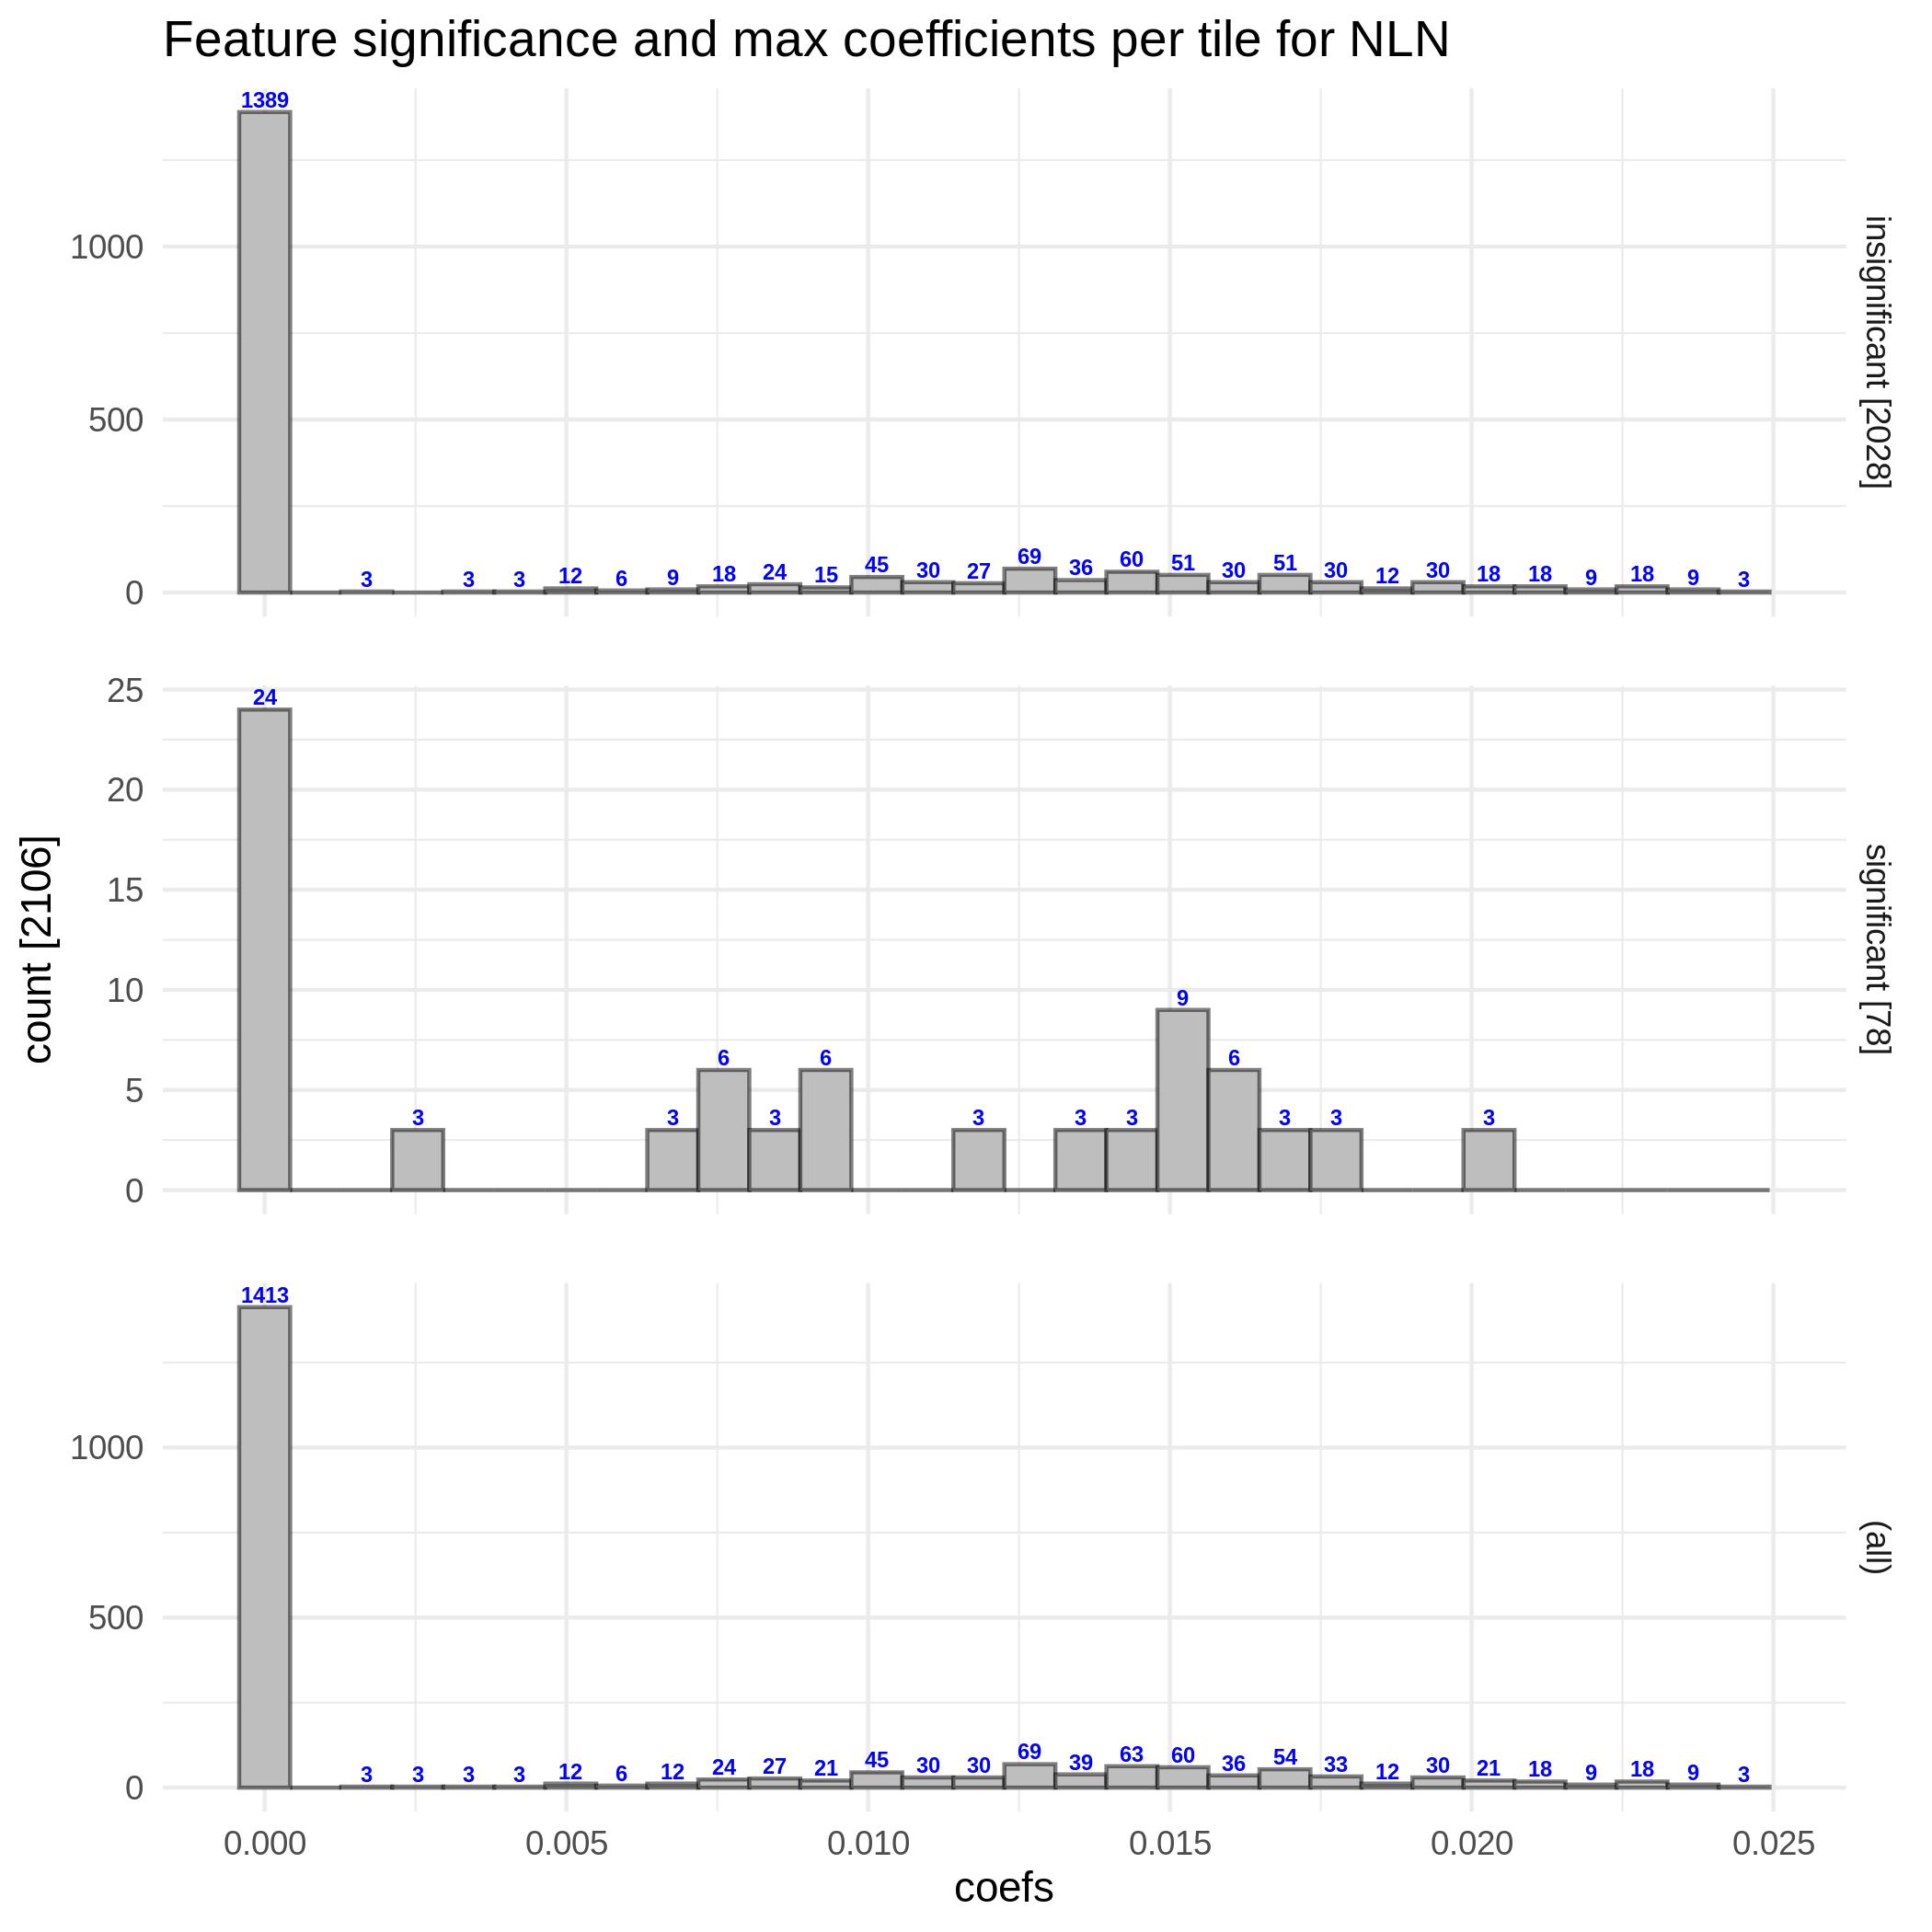 Feature significance and max coefficients per tile for NLN
1389
3 3 3 12 6 9 18 24 15 45 30 27 69 36 60 51 30 51 30 12 30 18 18 9 18 9 3
1000
500
0
insignificant [2028]
25
24
20
15
10
5
0
3 3 6 3 6 3 3 3 9 6 3 3 3
significant [78]
count [2106]
1413
3 3 3 3 12 6 12 24 27 21 45 30 30 69 39 63 60 36 54 33 12 30 21 18 9 18 9 3
1000
500
0
(all)
0.000 0.005 0.010 0.015 0.020 0.025
coefs